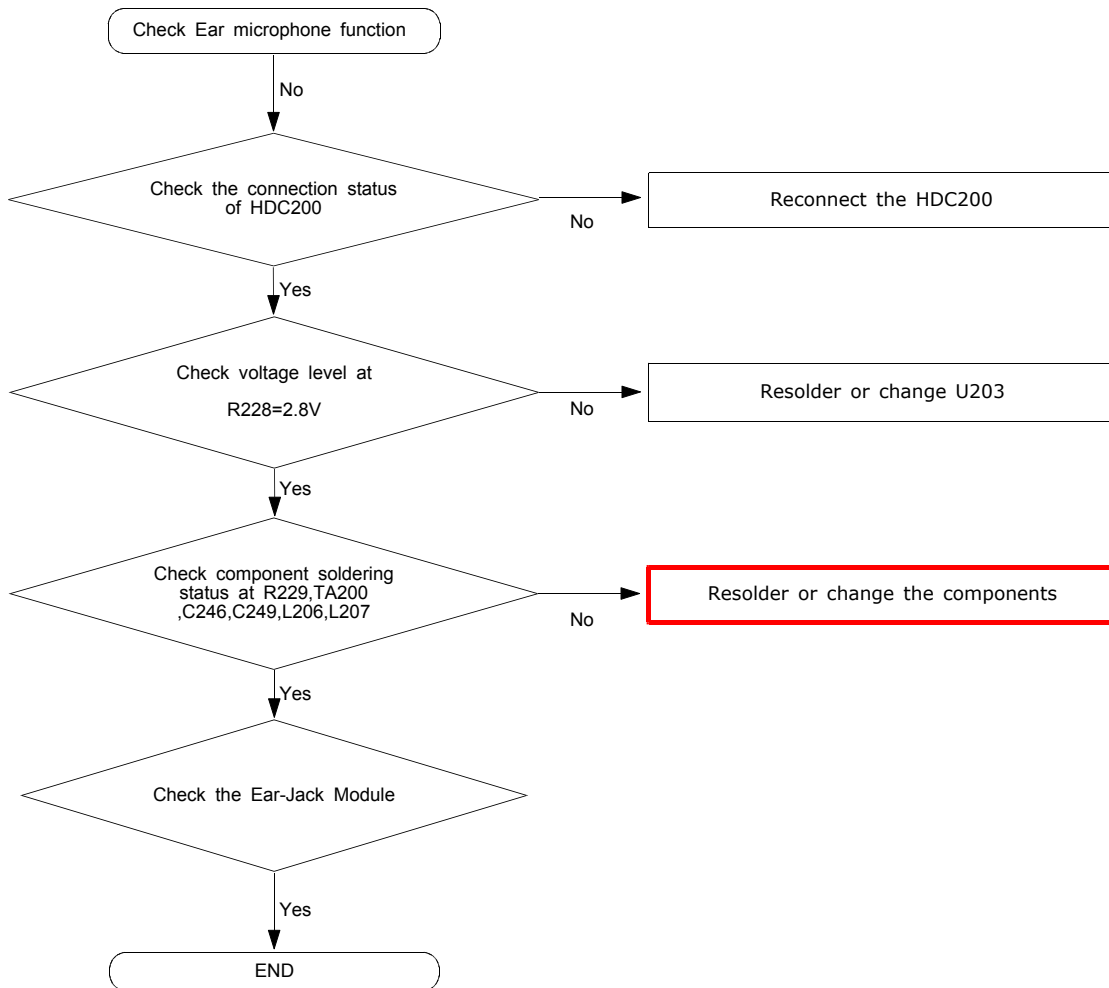 Check Ear microphone function
No
Check the connection status
of HDC200
No
Reconnect the HDC200
Yes
Check voltage level at
R228=2.8V
No
Resolder or change U203
Yes
Check component soldering
status at R229,TA200
,C246,C249,L206,L207
No
Resolder or change the components
Yes
Check the Ear-Jack Module
Yes
END